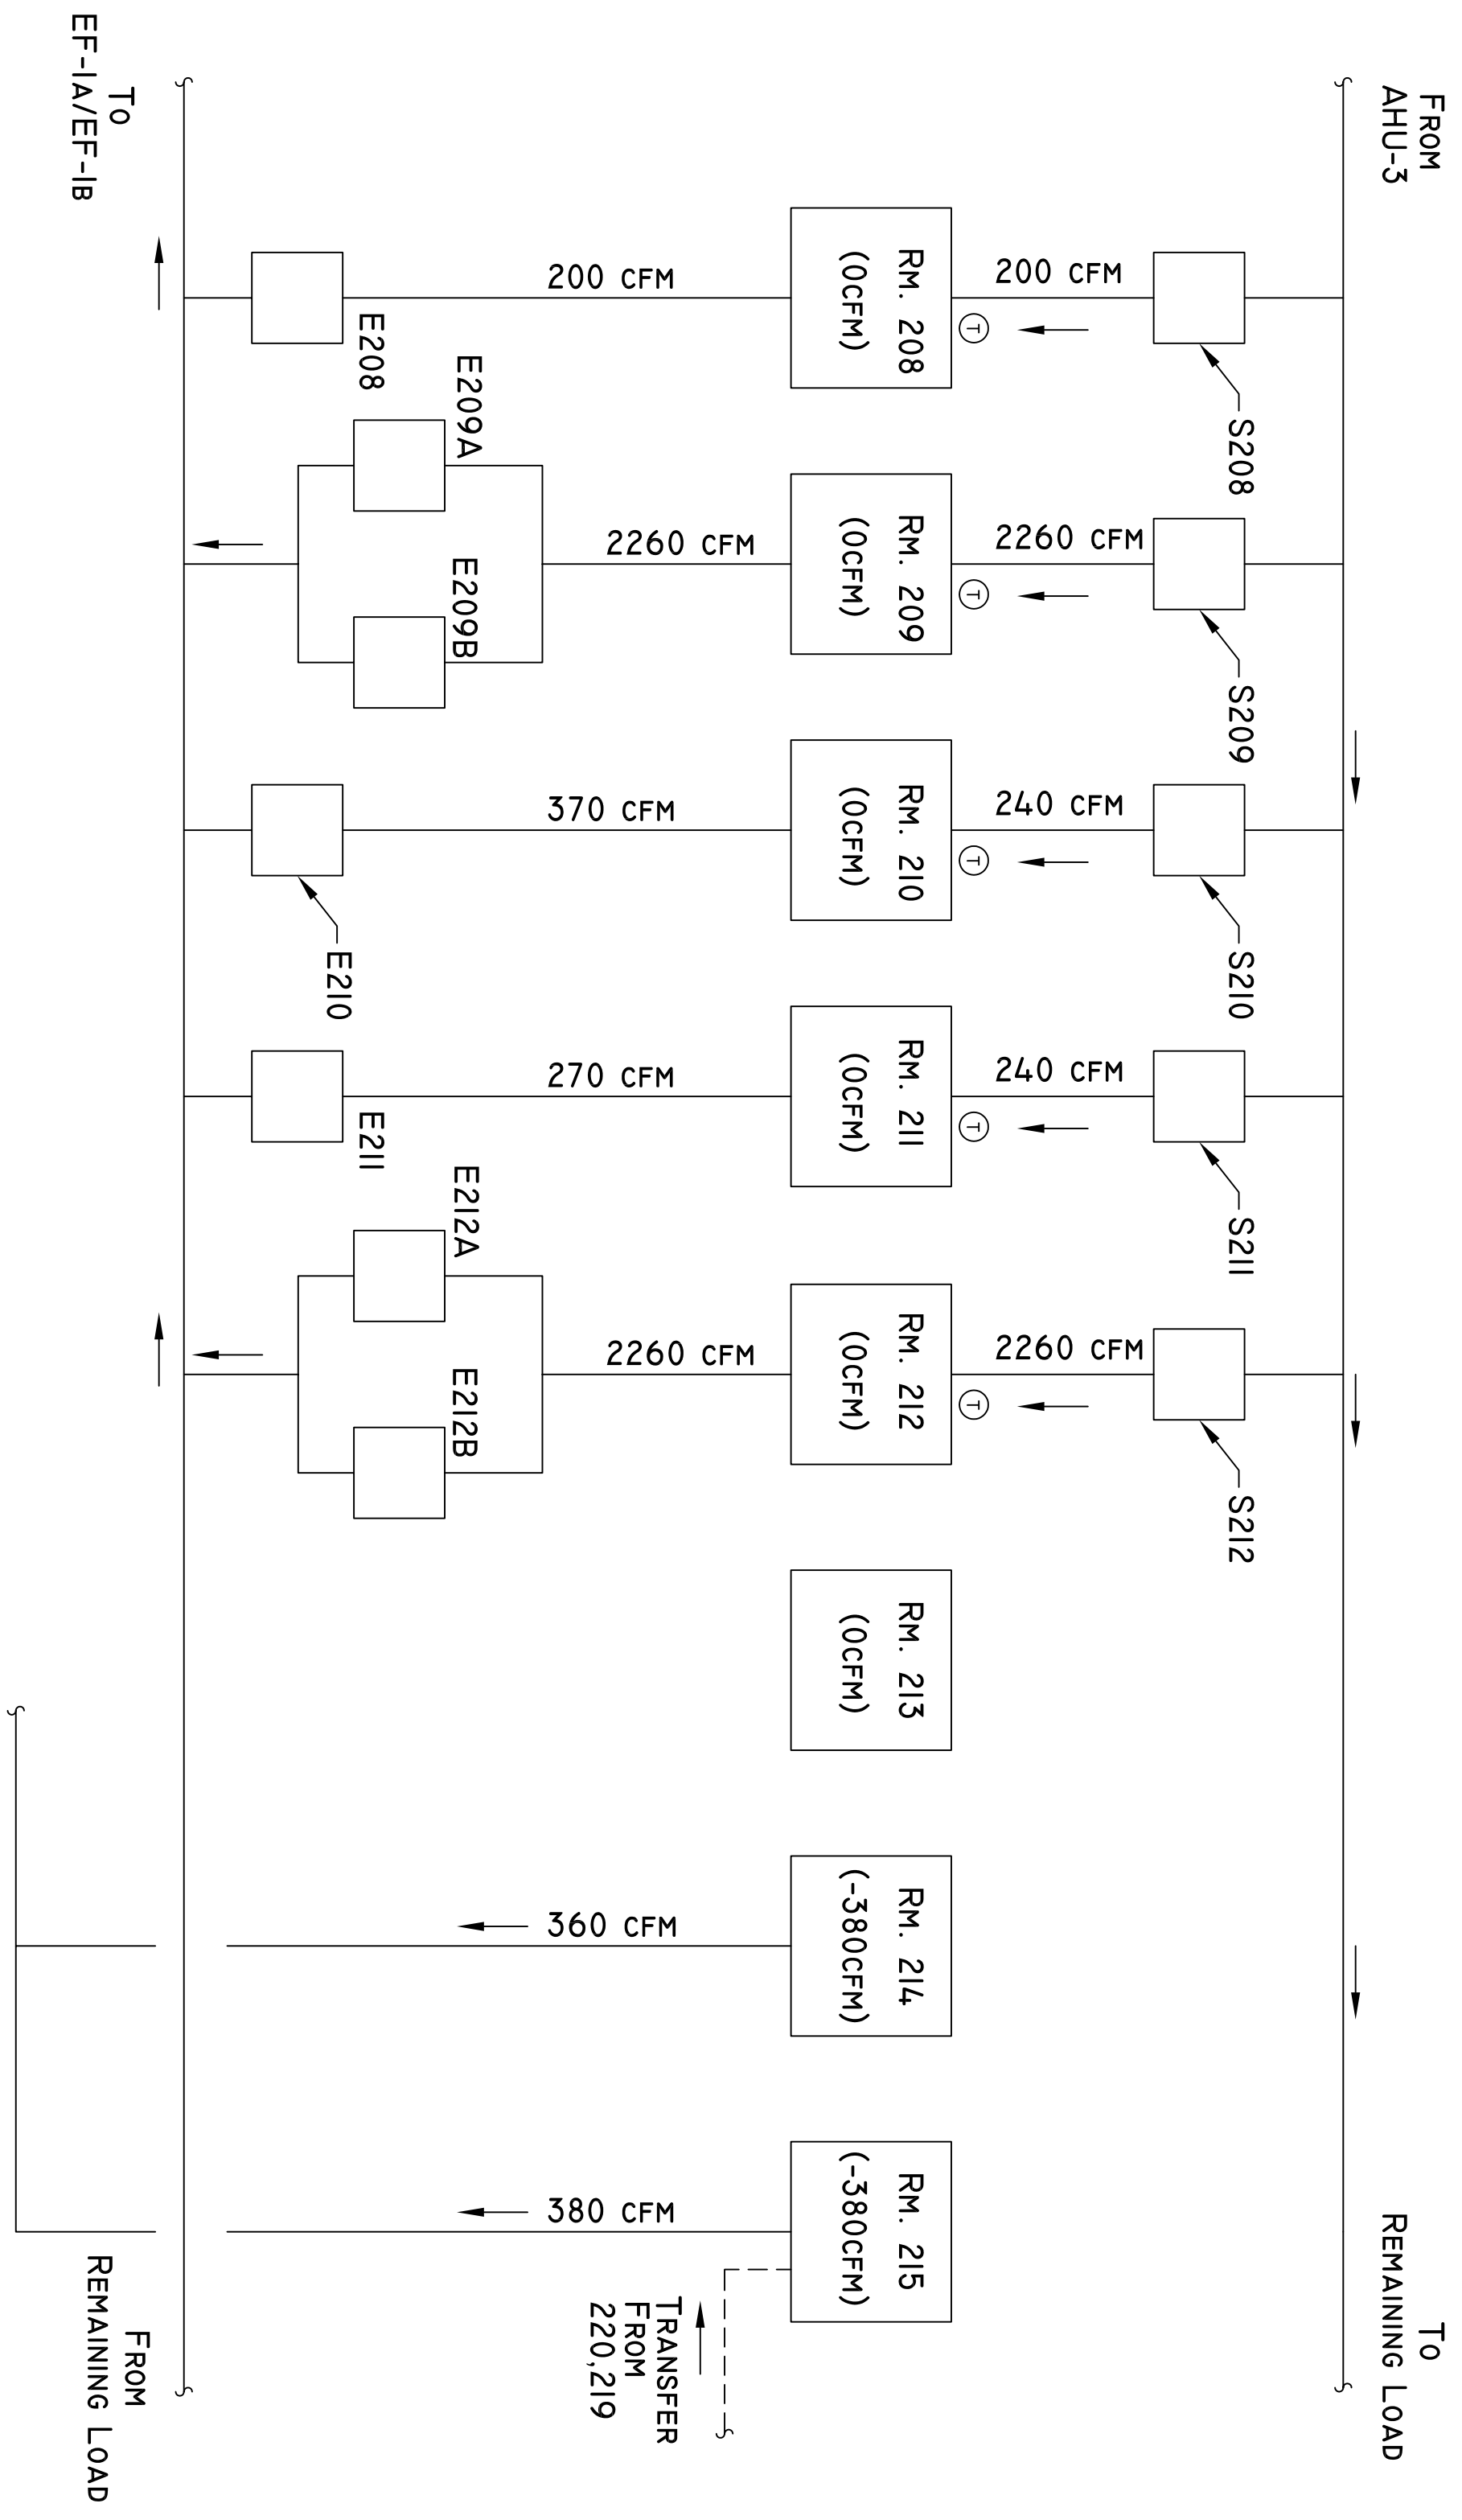 FROM
AHU-3
TO
REMAINING LOAD
S208
S209
S210
S211
S212
200 CFM
2260 CFM
240 CFM
240 CFM
2260 CFM
T
T
T
T
T
RM. 208
(0CFM)
RM. 209
(0CFM)
RM. 210
(0CFM)
RM. 211
(0CFM)
RM. 212
(0CFM)
RM. 213
(0CFM)
RM. 214
(-380CFM)
RM. 215
(-380CFM)
200 CFM
2260 CFM
370 CFM
270 CFM
2260 CFM
360 CFM
380 CFM
TRANSFER
FROM
220,219
E209A
E209B
E212A
E212B
E208
E210
E211
TO
EF-1A/EF-1B
FROM
REMAINING LOAD